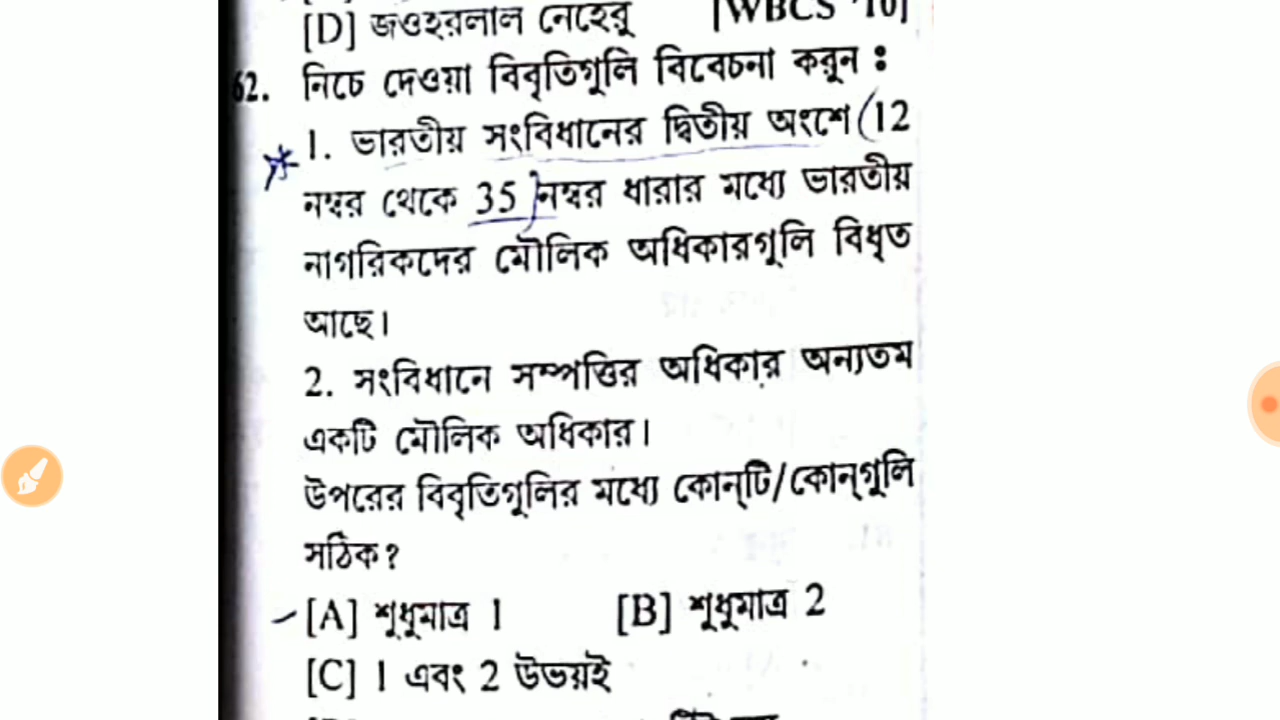 [D] জওহরলাল নেহেরু [WBCS '10]
62. নিচে দেওয়া বিবৃতিগুলি বিবেচনা করুন :
1. ভারতীয় সংবিধানের দ্বিতীয় অংশে (12
নম্বর থেকে 35) নম্বর ধারার মধ্যে ভারতীয়
নাগরিকদের মৌলিক অধিকারগুলি বিধৃত
আছে।
2. সংবিধানে সম্পত্তির অধিকার অন্যতম
একটি মৌলিক অধিকার।
উপরের বিবৃতিগুলির মধ্যে কোন্‌টি/কোন্‌গুলি
সঠিক?
[A] শুধুমাত্র 1 [B] শুধুমাত্র 2
[C] 1 এবং 2 উভয়ই